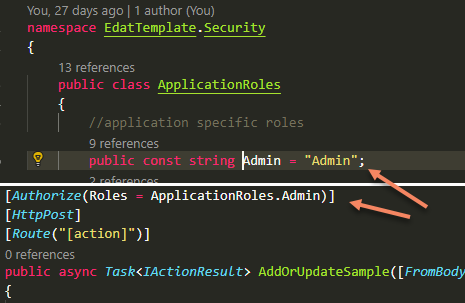 You, 27 days ago | 1 author (You)
namespace EdatTemplate.Security
{
13 references
public class ApplicationRoles
{
//application specific roles
9 references
public const string Admin = "Admin";
2 references
[Authorize(Roles = ApplicationRoles.Admin)]
[HttpPost]
[Route("[action]")]
0 references
public async Task<IActionResult> AddOrUpdateSample([FromBody
{